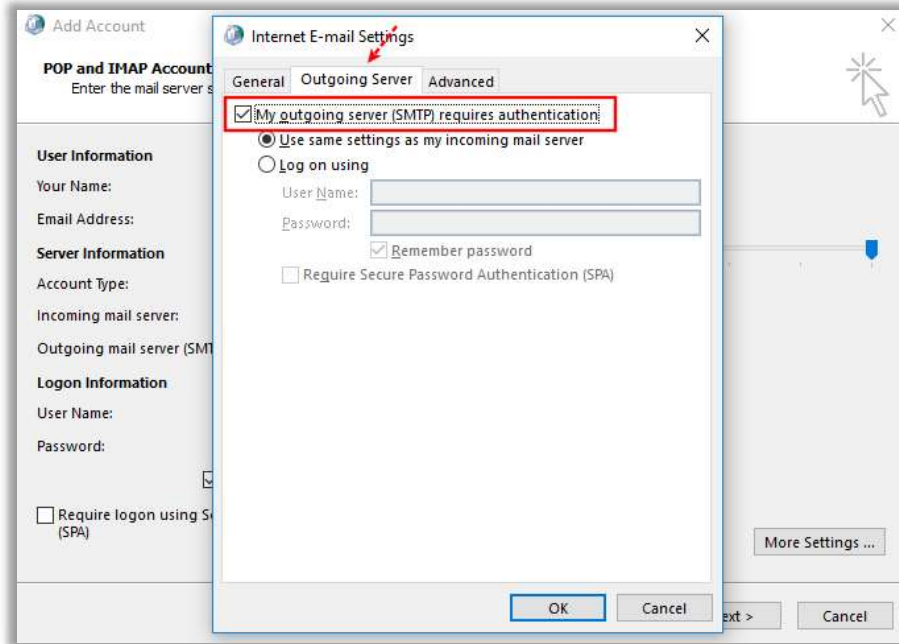 Add Account
POP and IMAP Account
Enter the mail server s
User Information
Your Name:
Email Address:
Server Information
Account Type:
Incoming mail server:
Outgoing mail server (SMT
Logon Information
User Name:
Password:
Require logon using Se
(SPA)
More Settings ...
ext >
Cancel
Internet E-mail Settings
General
Outgoing Server
Advanced
My outgoing server (SMTP) requires authentication
Use same settings as my incoming mail server
Log on using
User Name:
Password:
Remember password
Require Secure Password Authentication (SPA)
OK
Cancel